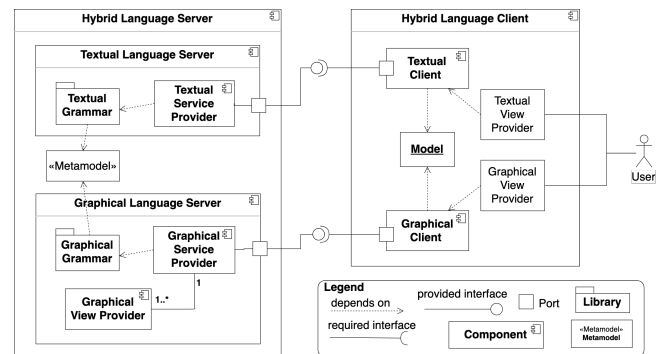 Hybrid Language Server
Textual Language Server
Textual
Grammar
Textual
Service
Provider
«Metamodel»
Graphical Language Server
Graphical
Grammar
Graphical
Service
Provider
1
1..*
Graphical
View Provider
Hybrid Language Client
Textual
Client
Textual
View
Provider
Model
Graphical
View
Provider
Graphical
Client
User
Legend
depends on
provided interface
Port
Library
required interface
Component
«Metamodel»
Metamodel